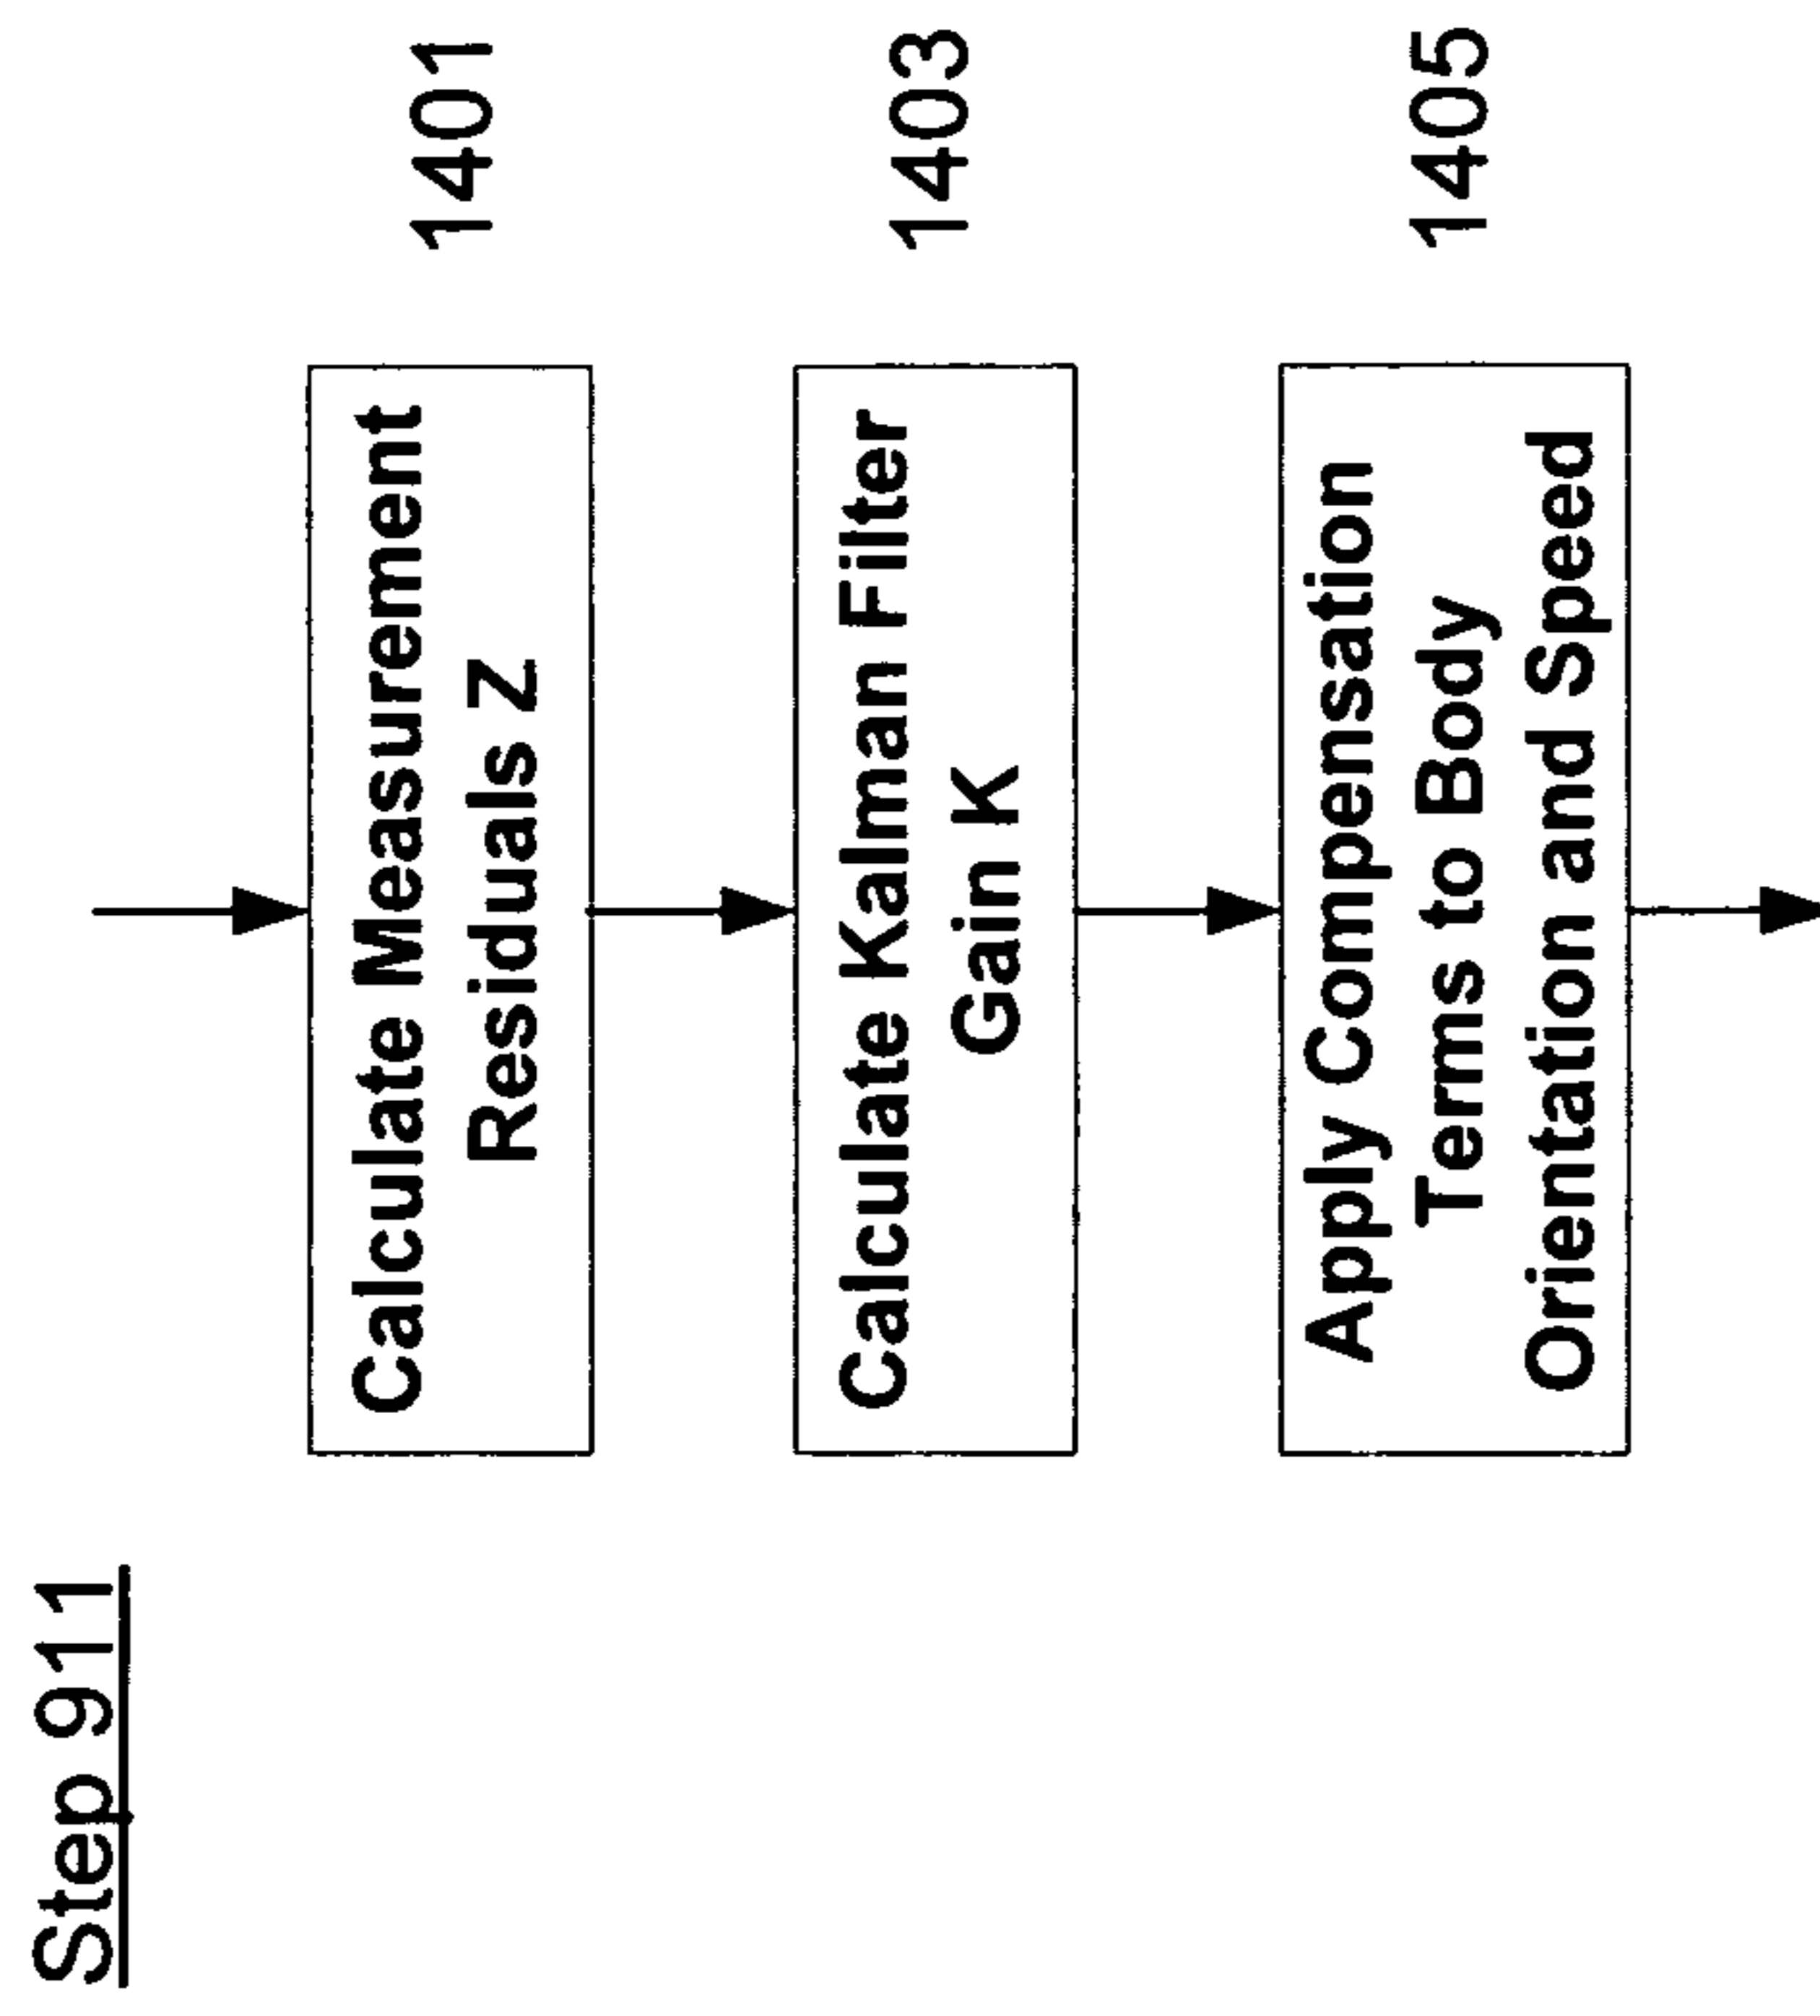 Step 911
Calculate Measurement
Residuals Z
1401
Calculate Kalman Filter
Gain K
1403
Apply Compensation
Terms to Body
Orientation and Speed
1405